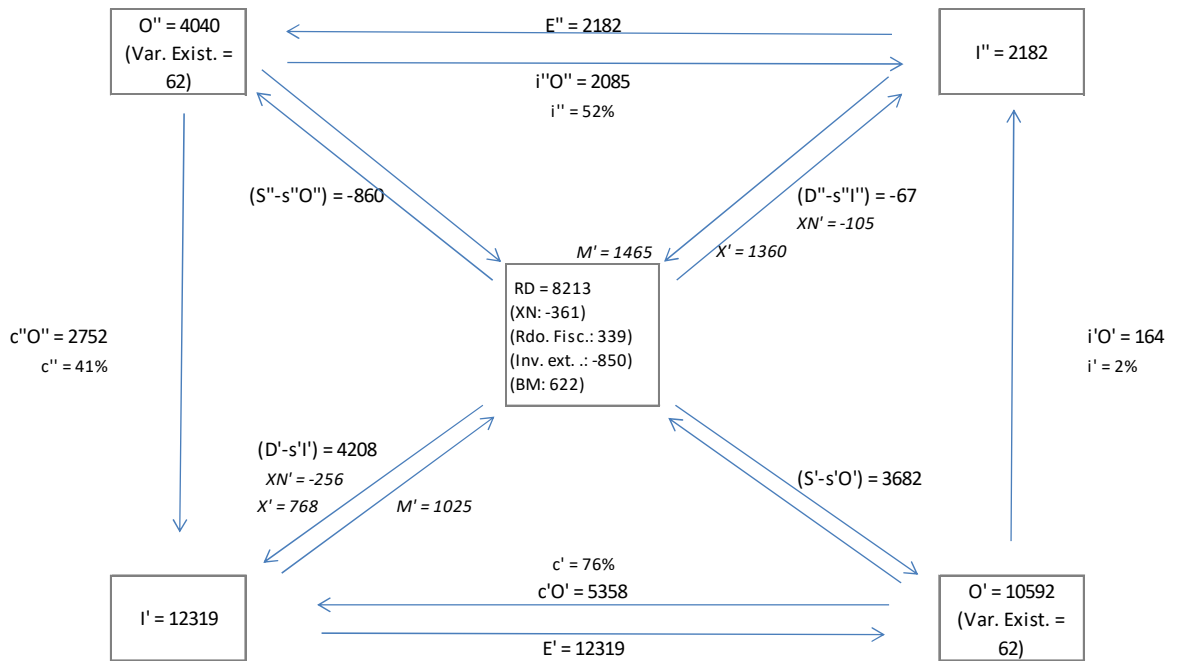 O'' = 4040
(Var. Exist. =
62)
E'' = 2182
i''O'' = 2085
i'' = 52%
I'' = 2182
(S''-s''O'') = -860
(D''-s''I'') = -67
XN' = -105
M' = 1465
X' = 1360
RD = 8213
(XN: -361)
(Rdo. Fisc.: 339)
(Inv. ext. .: -850)
(BM: 622)
c''O'' = 2752
c'' = 41%
i'O' = 164
i' = 2%
(D'-s'I') = 4208
XN' = -256
X' = 768
M' = 1025
(S'-s'O') = 3682
c' = 76%
c'O' = 5358
I' = 12319
E' = 12319
O' = 10592
(Var. Exist. =
62)